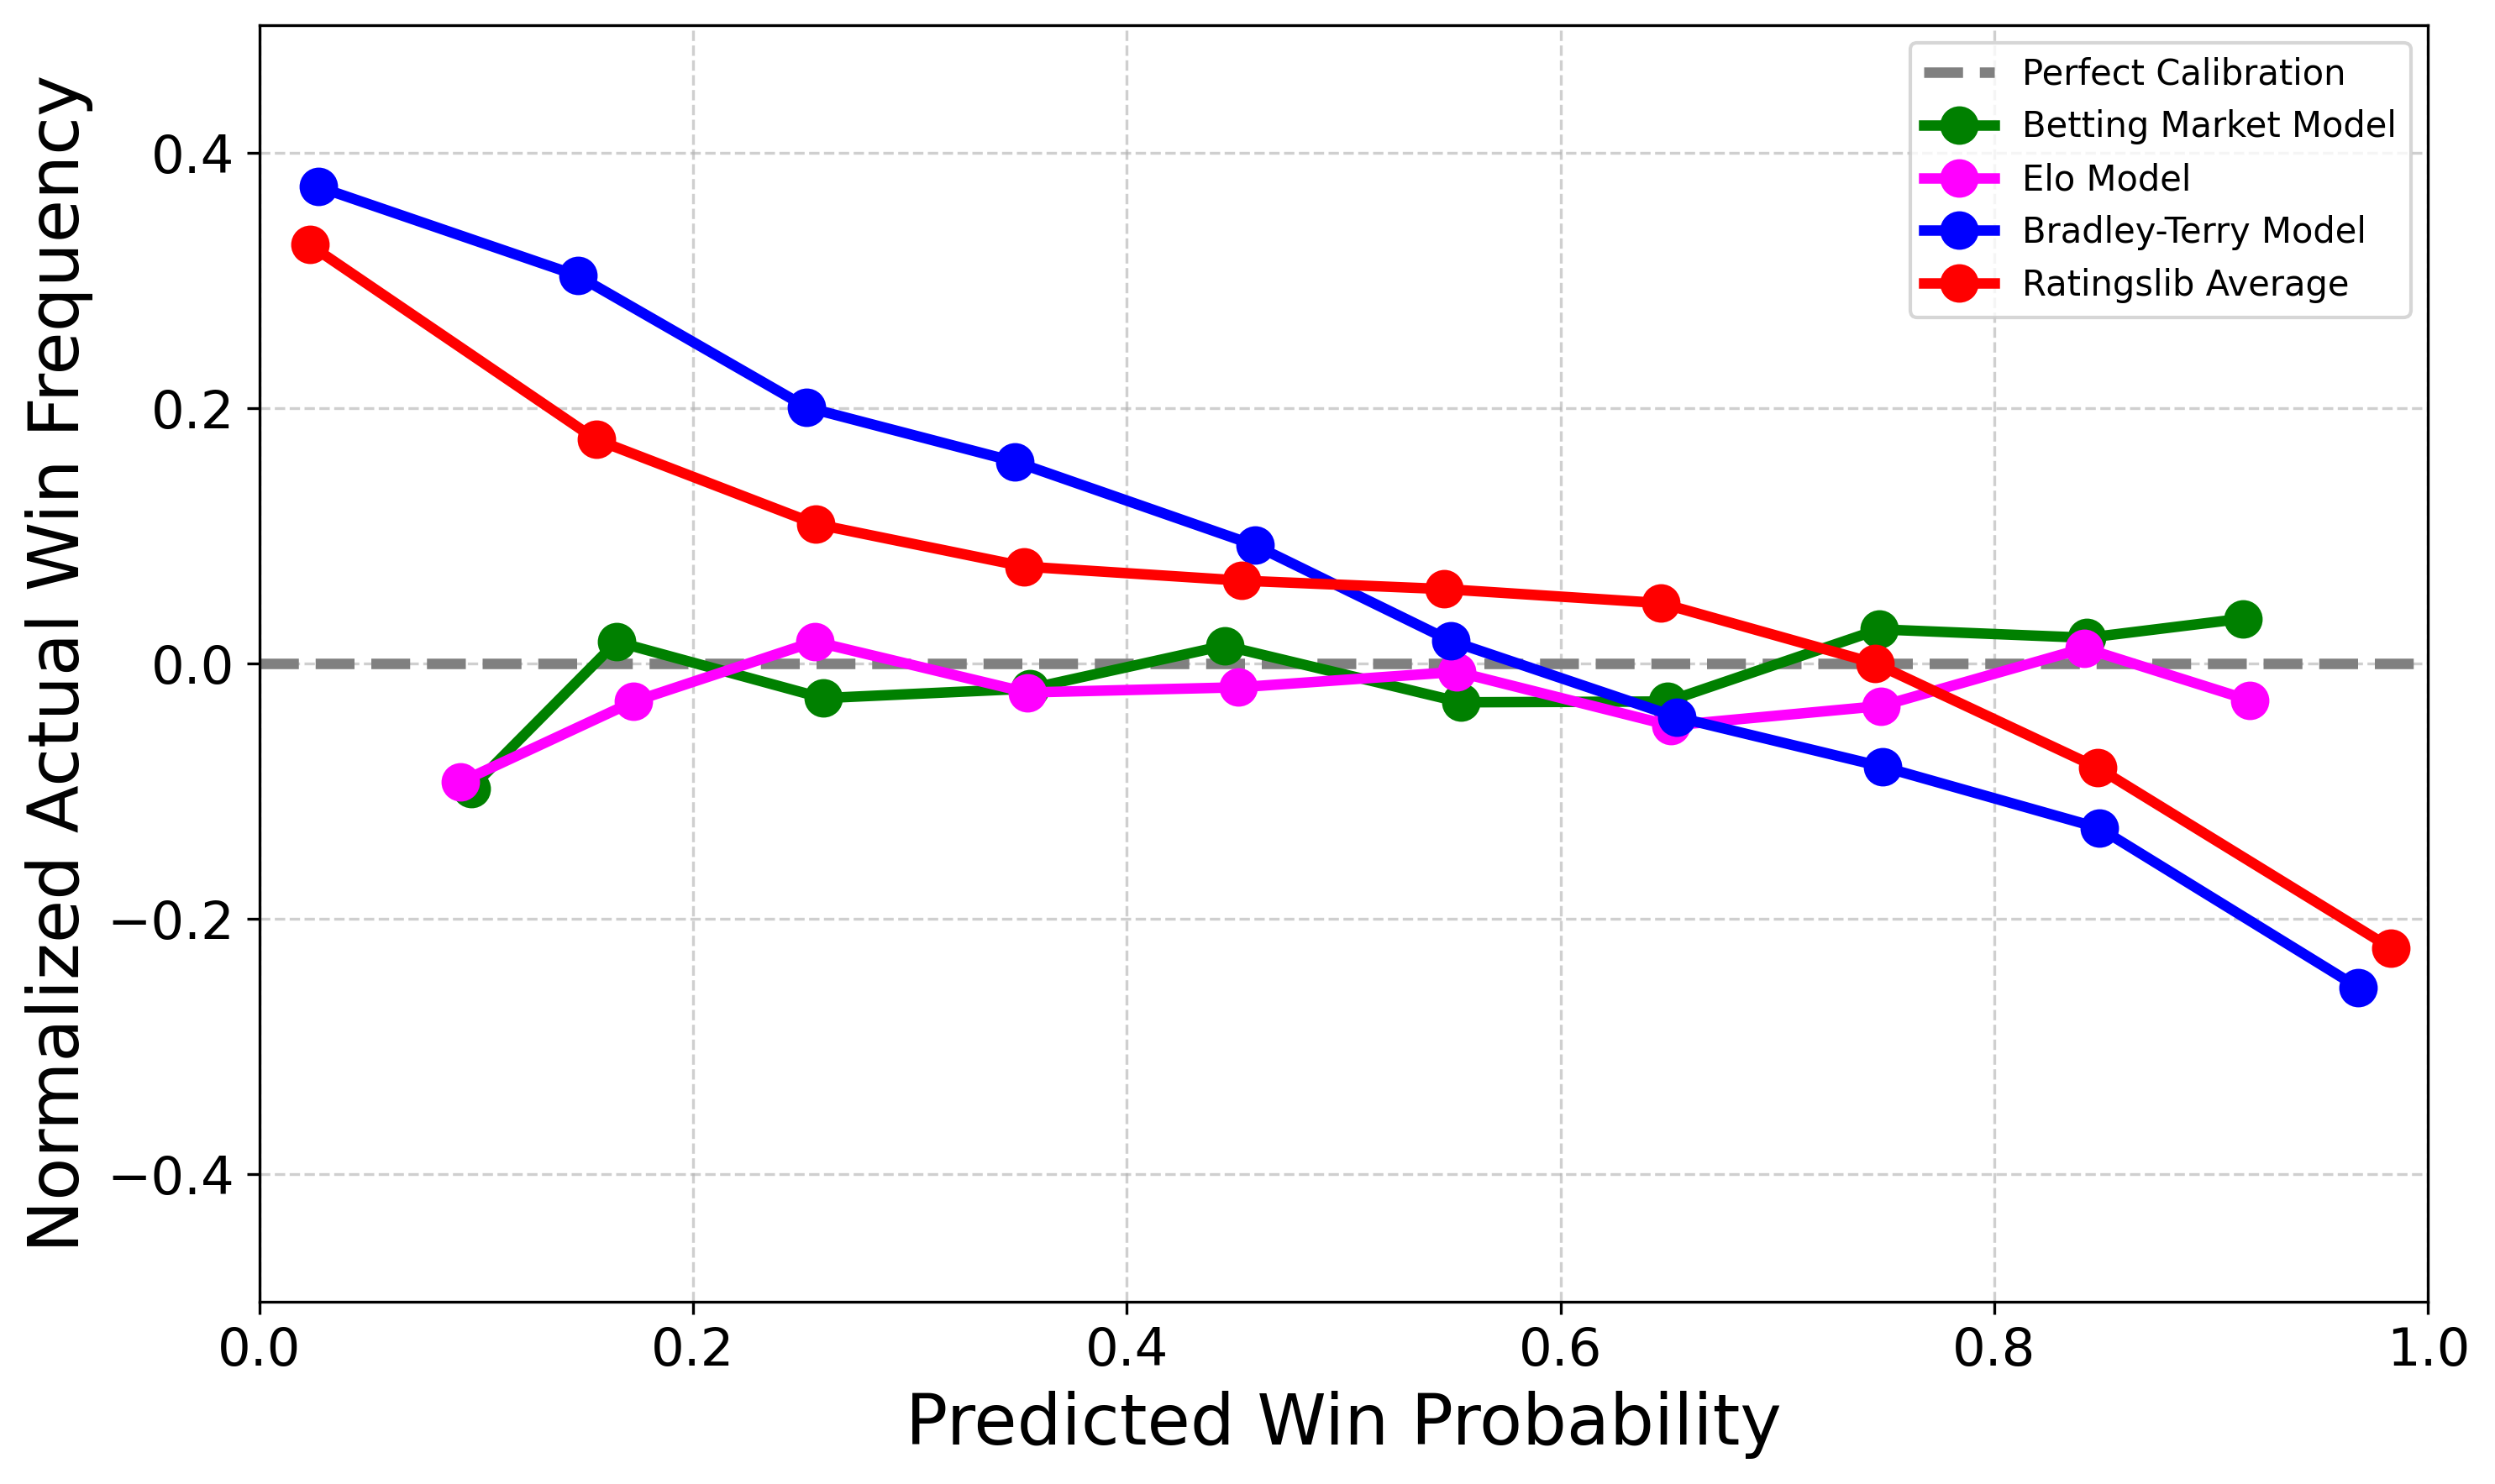 Normalized Actual Win Frequency
0.4
0.2
0.0
−0.2
−0.4
Perfect Calibration
Betting Market Model
Elo Model
Bradley-Terry Model
Ratingslib Average
0.0 0.2 0.4 0.6 0.8 1.0
Predicted Win Probability